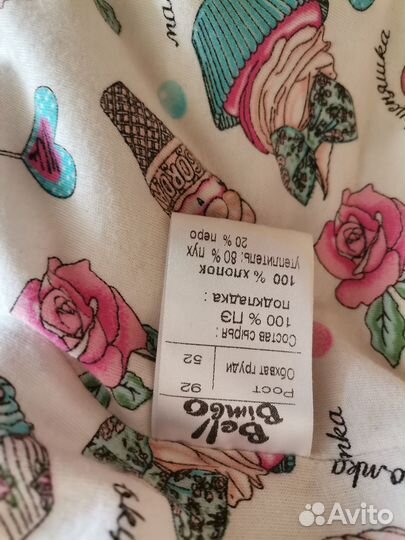 Bell
Bimbo
Рост 92
Обхват груди 52
Состав сырья:
100 % ПЭ
подкладка :
100 % хлопок
утеплитель: 80 % пух
20 % перо
Avito